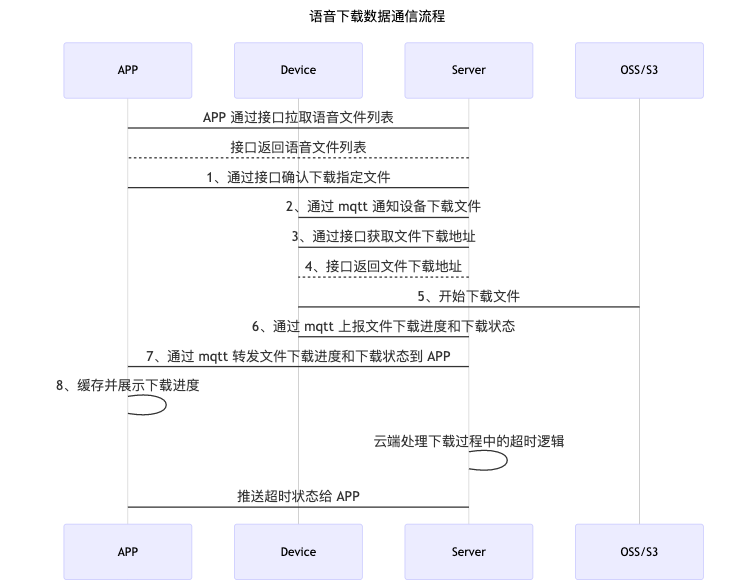 语音下载数据通信流程
APP Device Server OSS/S3
APP 通过接口拉取语音文件列表
接口返回语音文件列表
1、通过接口确认下载指定文件
2、通过 mqtt 通知设备下载文件
3、通过接口获取文件下载地址
4、接口返回文件下载地址
5、开始下载文件
6、通过 mqtt 上报文件下载进度和下载状态
7、通过 mqtt 转发文件下载进度和下载状态到 APP
8、缓存并展示下载进度
云端处理下载过程中的超时逻辑
推送超时状态给 APP
APP Device Server OSS/S3